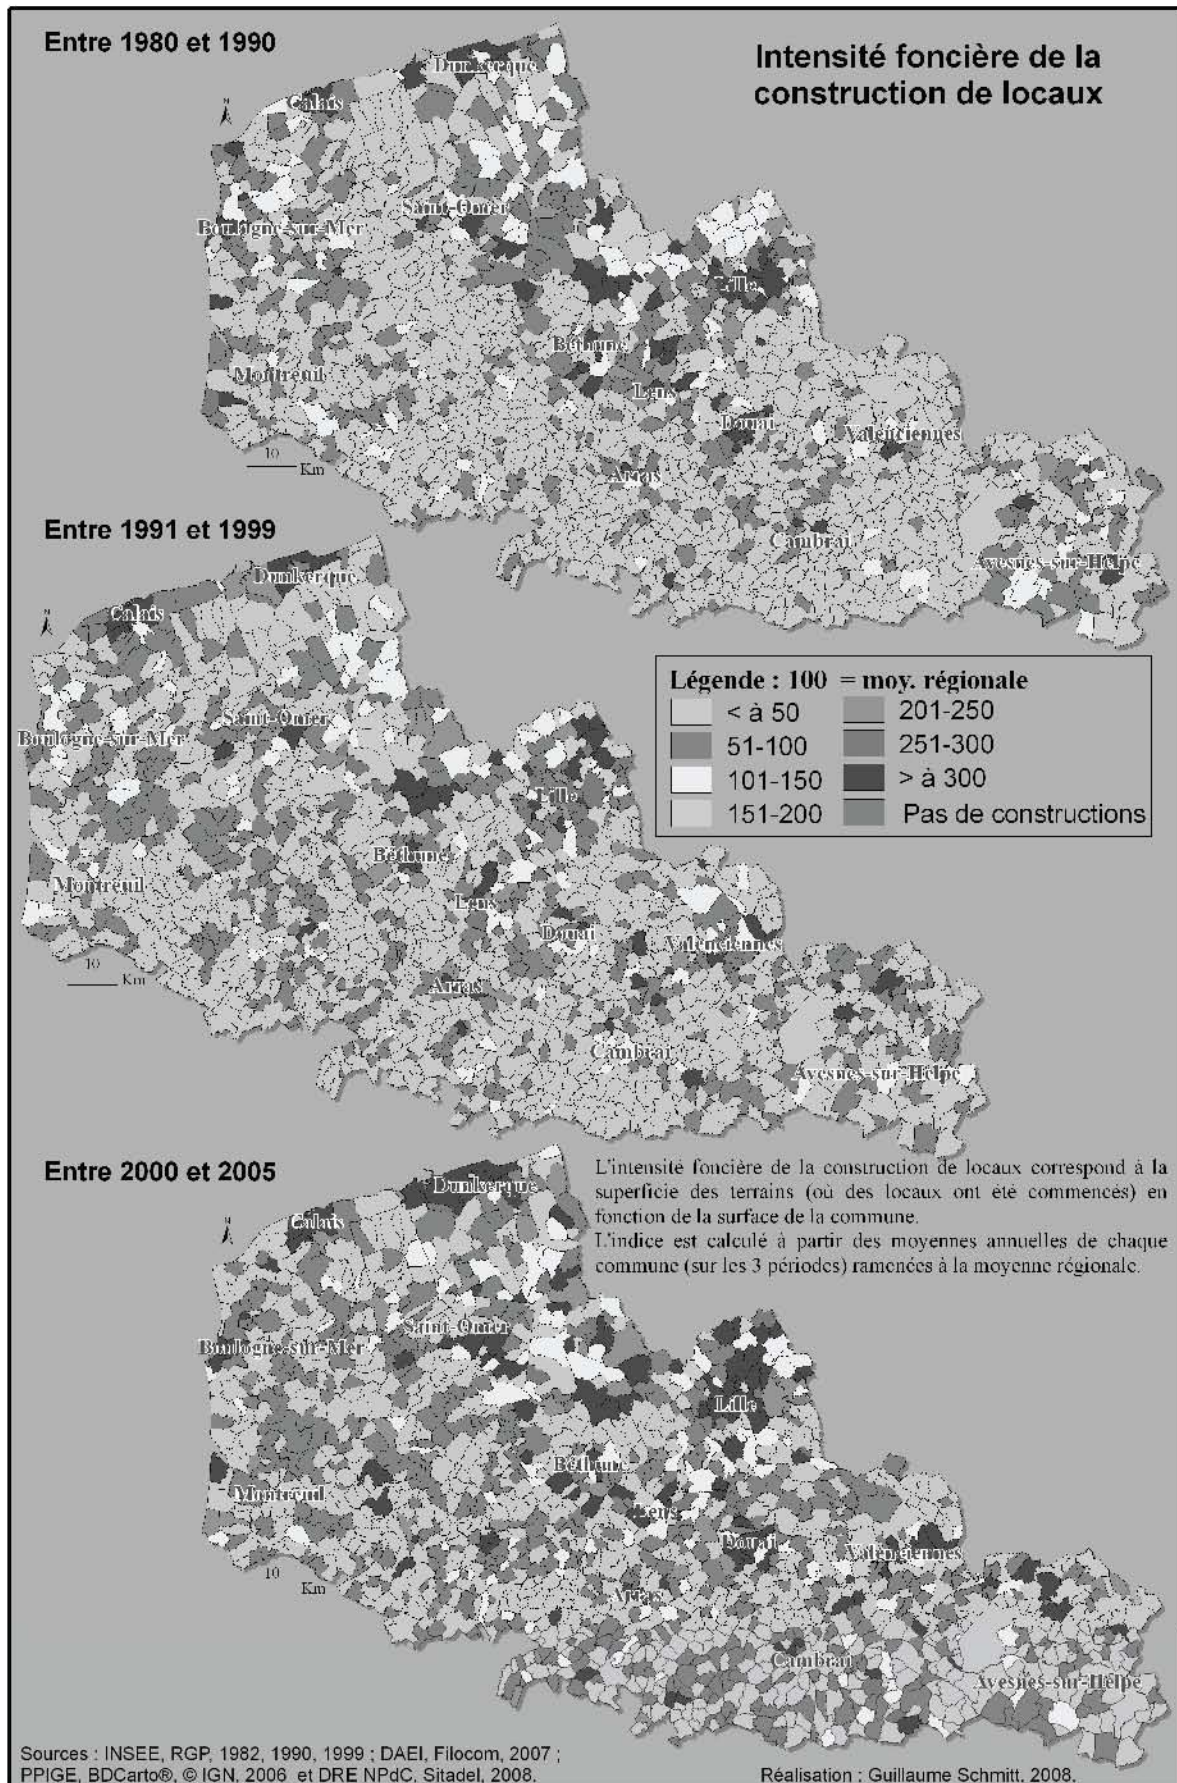 Entre 1980 et 1990
Intensité foncière de la
construction de locaux
N
Dunkerque
Calais
Saint-Omer
Boulogne-sur-Mer
Lille
Béthune
Montreuil
Lens
Douai
Valenciennes
10
Km
Arras
Cambrai
Avesnes-sur-Helpe
Entre 1991 et 1999
N
Dunkerque
Calais
Saint-Omer
Boulogne-sur-Mer
Lille
Béthune
Montreuil
Lens
Douai
Valenciennes
10
Km
Arras
Cambrai
Avesnes-sur-Helpe
Légende : 100 = moy. régionale
< à 50
201-250
51-100
251-300
101-150
> à 300
151-200
Pas de constructions
Entre 2000 et 2005
L'intensité foncière de la construction de locaux correspond à la
superficie des terrains (où des locaux ont été commencés) en
fonction de la surface de la commune.
L'indice est calculé à partir des moyennes annuelles de chaque
commune (sur les 3 périodes) ramenées à la moyenne régionale.
N
Dunkerque
Calais
Saint-Omer
Boulogne-sur-Mer
Lille
Béthune
Montreuil
Lens
Douai
Valenciennes
10
Km
Arras
Cambrai
Avesnes-sur-Helpe
Sources : INSEE, RGP, 1982, 1990, 1999 ; DAEI, Filocom, 2007 ;
PPIGE, BDCarto®, © IGN, 2006 et DRE NPdC, Sitadel, 2008.
Réalisation : Guillaume Schmitt, 2008.